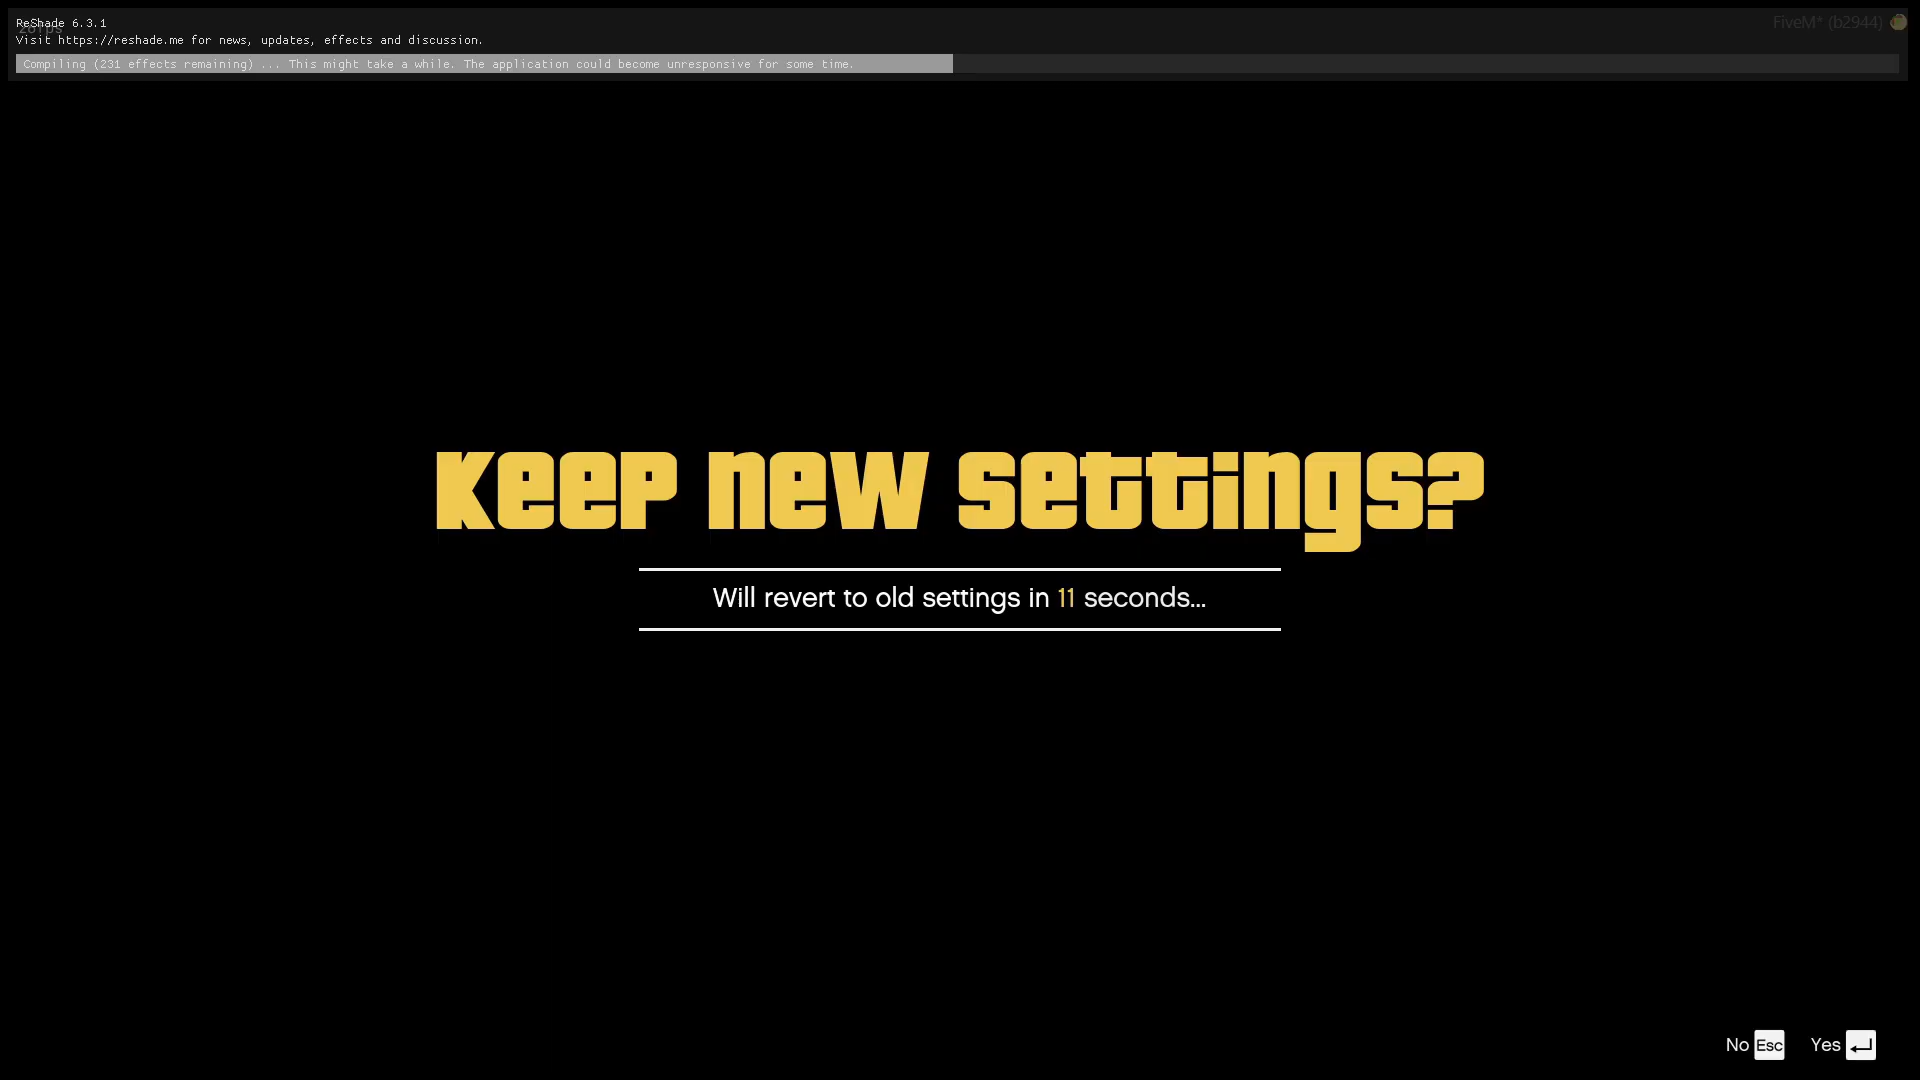 ReShade 6.3.1
Visit https://reshade.me for news, updates, effects and discussion.
Compiling (231 effects remaining) ... This might take a while. The application could become unresponsive for some time.
FiveM* (b2944)
Keep new settings?
Will revert to old settings in 11 seconds...
No Esc Yes